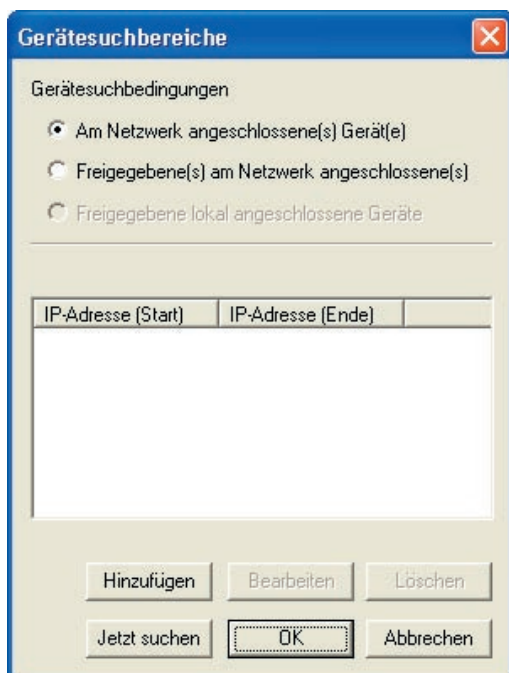 Gerätesuchbereiche
Gerätesuchbedingungen
Am Netzwerk angeschlossene(s) Gerät(e)
Freigegebene(s) am Netzwerk angeschlossene(s)
Freigegebene lokal angeschlossene Geräte
IP-Adresse (Start) IP-Adresse (Ende)
Hinzufügen Bearbeiten Löschen
Jetzt suchen OK Abbrechen